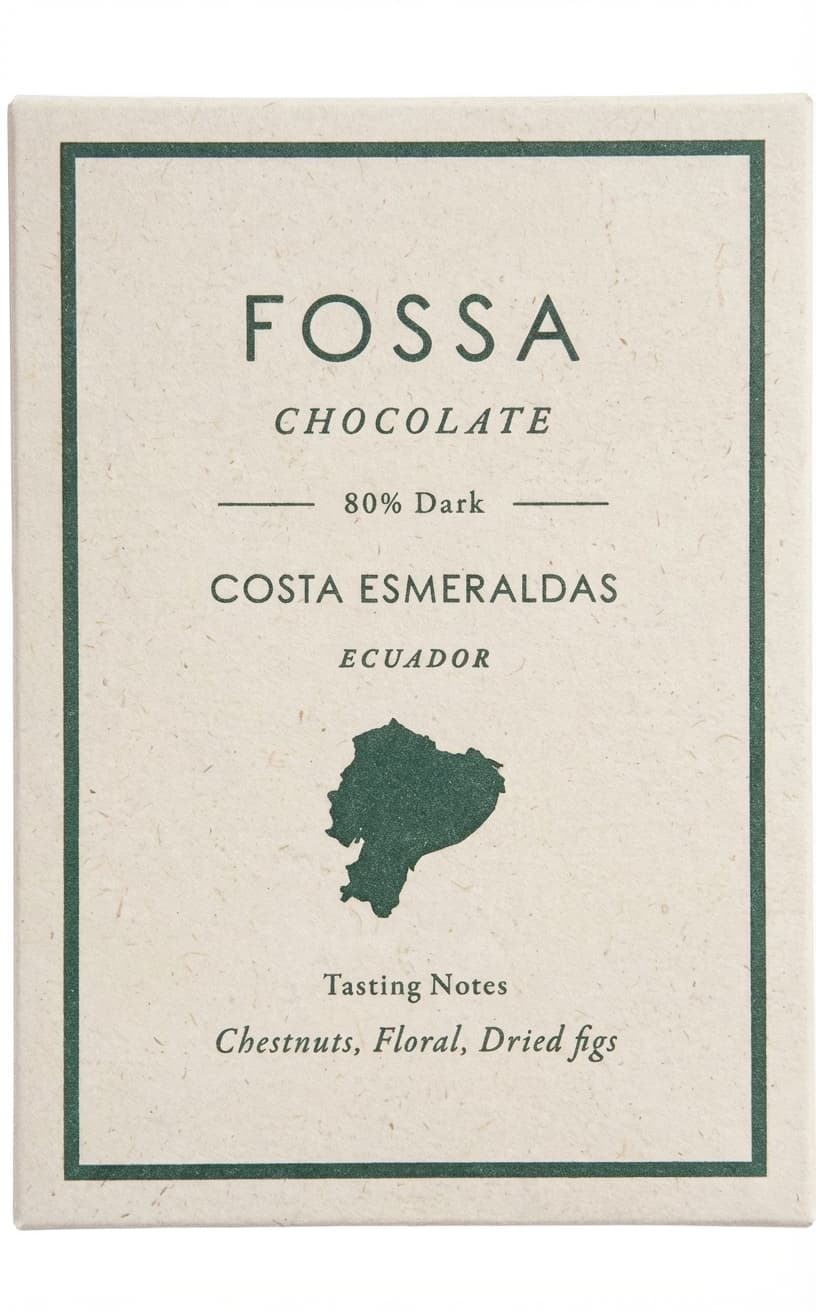 FOSSA
CHOCOLATE
80% Dark
COSTA ESMERALDAS
ECUADOR
Tasting Notes
Chestnuts, Floral, Dried figs